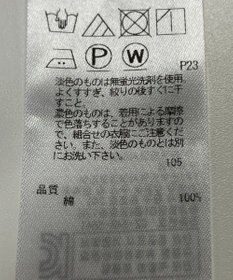 P W P23
淡色のものは無蛍光洗剤を使用、
よくすすぎ、絞りの後すぐに干
すこと。
濃色のものは、着用による摩擦
で色落ちすることがありますの
で、組合せの衣服にご注意くださ
い。また、淡色のものとは別
にお洗い下さい。
105
品質
綿 100%